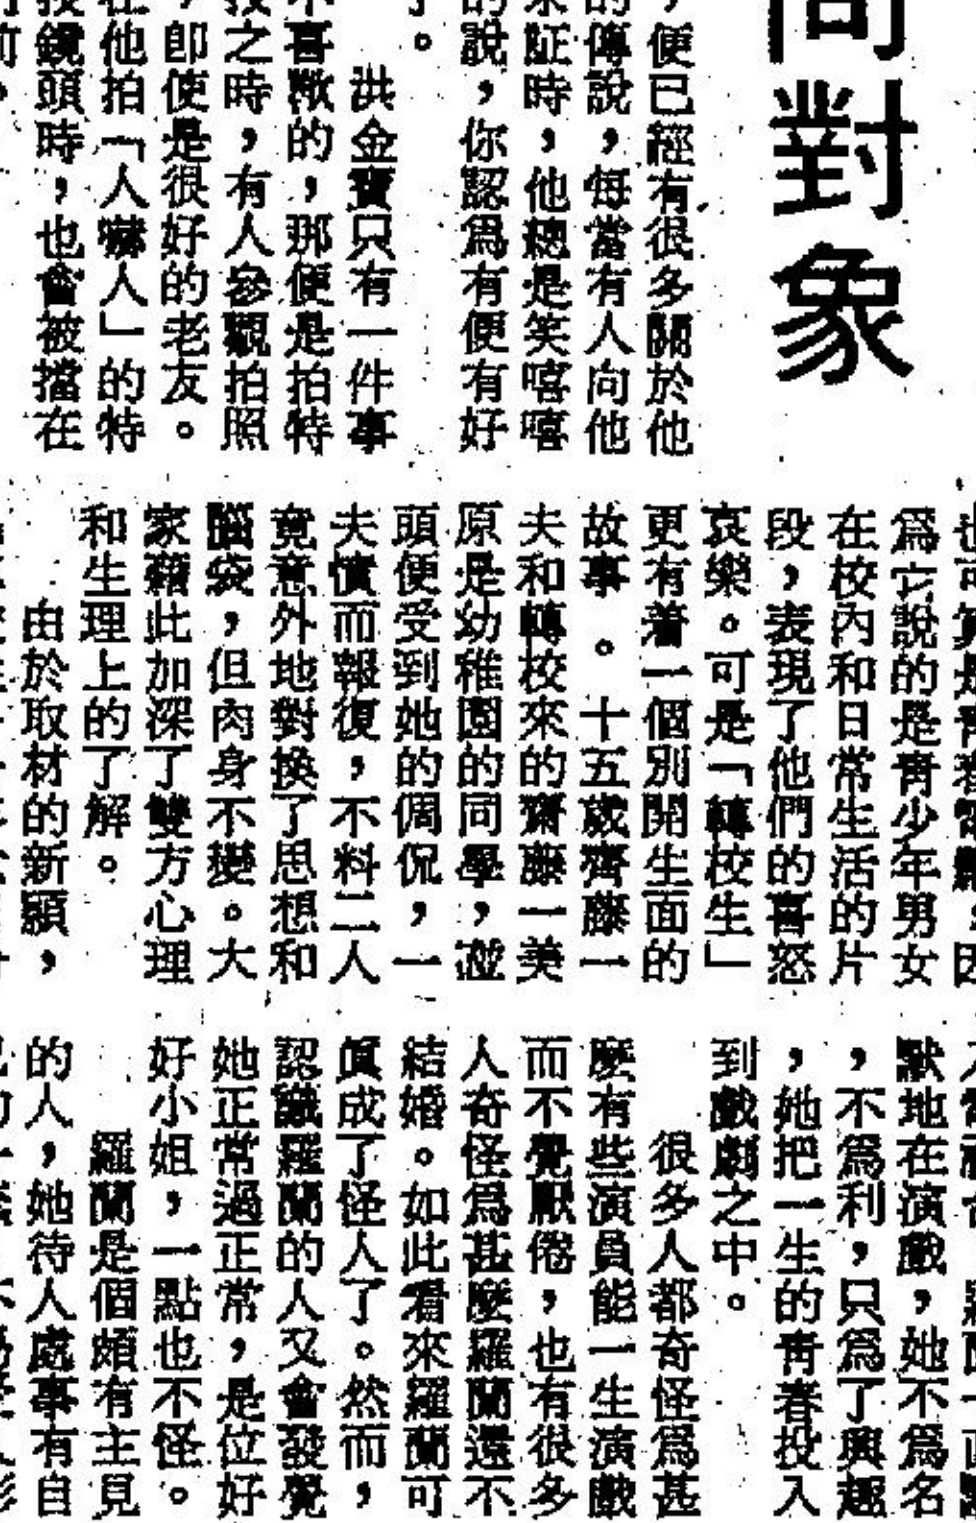 問對象
，便已經有很多關於他
的傳說，每當有人向他
求証時，他總是笑嘻嘻
的說，你認爲有便有好
了。
洪金寶只有一件事
不喜歡的，那便是拍特
技之時，有人參觀拍照
，卽使是很好的老友。
在他拍「人嚇人」的特
技鏡頭時，也會被擋在
爲它說的是靑少年男女
在校內和日常生活的片
段，表現了他們的喜怒
哀樂。可是「轉校生」
更有着一個別開生面的
故事。十五歲齊藤一
夫和轉校來的齊藤一美
原是幼稚園的同學，碰
頭便受到她的倜侃，一
夫憤而報復，不料二人
竟意外地對換了思想和
腦袋，但肉身不變。大
家藉此加深了雙方心理
和生理上的了解。
由於取材的新穎，
默地在演戲，她不爲名
，不爲利，只爲了興趣
，她把一生的靑春投入
到戲劇之中。
很多人都奇怪爲甚
麼有些演員能一生演戲
而不覺厭倦，也有很多
人奇怪爲甚麼羅蘭還不
結婚。如此看來羅蘭可
眞成了怪人了。然而，
認識羅蘭的人又會發覺
她正常過正常，是位好
好小姐，一點也不怪。
羅蘭是個頗有主見
的人，她待人處事有自